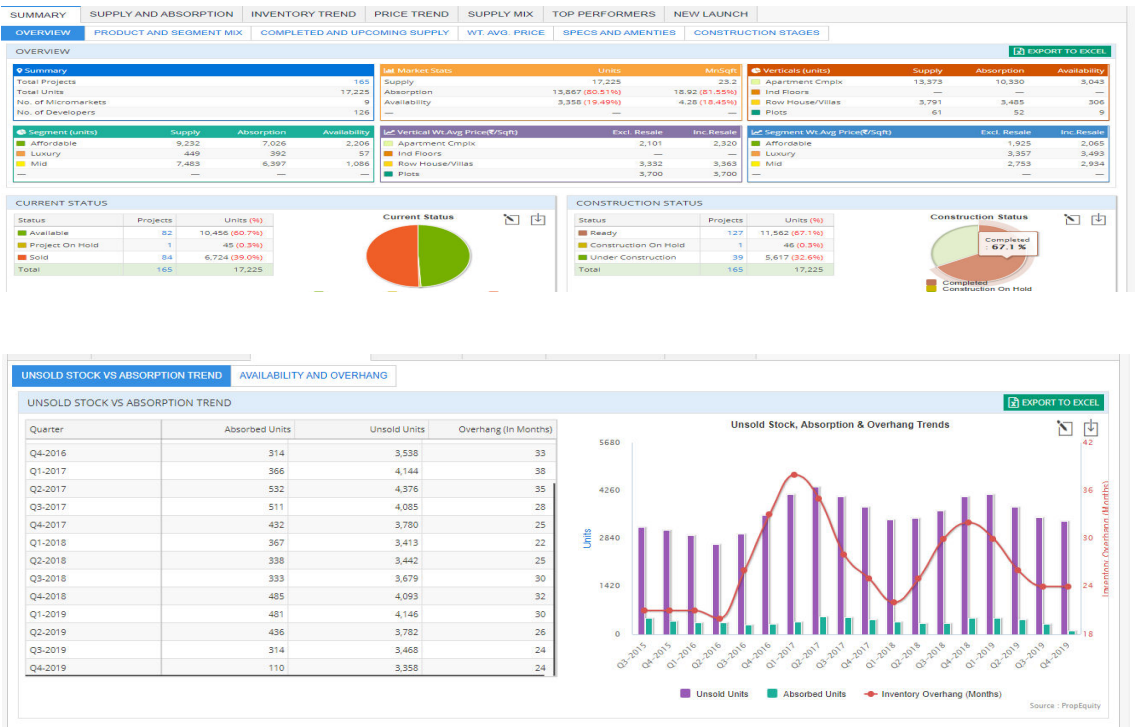 SUMMARY SUPPLY AND ABSORPTION INVENTORY TREND PRICE TREND SUPPLY MIX TOP PERFORMERS NEW LAUNCH
OVERVIEW PRODUCT AND SEGMENT MIX COMPLETED AND UPCOMING SUPPLY WT. AVG. PRICE SPECS AND AMENTIES CONSTRUCTION STAGES
OVERVIEW EXPORT TO EXCEL
Summary
Total Projects 165
Total Units 17,225
No. of Micromarkets 9
No. of Developers 126
Market Stats Units MnSqft
Supply 17,225 23.2
Absorption 13,867 (80.51%) 18.92 (81.55%)
Availability 3,358 (19.49%) 4.28 (18.45%)
— — —
Verticals (units) Supply Absorption Availability
Apartment Cmplx 13,373 10,330 3,043
Ind Floors — — —
Row House/Villas 3,791 3,485 306
Plots 61 52 9
Segment (units) Supply Absorption Availability
Affordable 9,232 7,026 2,206
Luxury 449 392 57
Mid 7,483 6,397 1,086
— — — —
Vertical Wt.Avg Price(₹/Sqft) Excl. Resale Inc.Resale
Apartment Cmplx 2,101 2,320
Ind Floors — —
Row House/Villas 3,332 3,363
Plots 3,700 3,700
Segment Wt.Avg Price(₹/Sqft) Excl. Resale Inc.Resale
Affordable 1,925 2,065
Luxury 3,357 3,493
Mid 2,753 2,934
— — —
CURRENT STATUS
Status Projects Units (%)
Available 82 10,456 (60.7%)
Project On Hold 1 45 (0.3%)
Sold 84 6,724 (39.0%)
Total 165 17,225
Current Status
CONSTRUCTION STATUS
Status Projects Units (%)
Ready 127 11,562 (67.1%)
Construction On Hold 1 46 (0.3%)
Under Construction 39 5,617 (32.6%)
Total 165 17,225
Construction Status
Completed
: 67.1 %
Completed
Construction On Hold
UNSOLD STOCK VS ABSORPTION TREND AVAILABILITY AND OVERHANG
UNSOLD STOCK VS ABSORPTION TREND EXPORT TO EXCEL
Quarter Absorbed Units Unsold Units Overhang (In Months)
Q4-2016 314 3,538 33
Q1-2017 366 4,144 38
Q2-2017 532 4,376 35
Q3-2017 511 4,085 28
Q4-2017 432 3,780 25
Q1-2018 367 3,413 22
Q2-2018 338 3,442 25
Q3-2018 333 3,679 30
Q4-2018 485 4,093 32
Q1-2019 481 4,146 30
Q2-2019 436 3,782 26
Q3-2019 314 3,468 24
Q4-2019 110 3,358 24
Unsold Stock, Absorption & Overhang Trends
5680 42
4260 36
2840 30
1420 24
0 18
Units
Inventory Overhang (Months)
Q3-2015 Q4-2015 Q1-2016 Q2-2016 Q3-2016 Q4-2016 Q1-2017 Q2-2017 Q3-2017 Q4-2017 Q1-2018 Q2-2018 Q3-2018 Q4-2018 Q1-2019 Q2-2019 Q3-2019 Q4-2019
Unsold Units Absorbed Units Inventory Overhang (Months)
Source : PropEquity